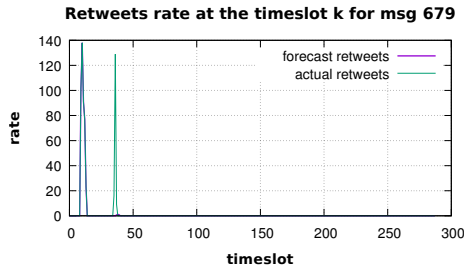 Retweets rate at the timeslot k for msg 679
140
120
100
80
60
40
20
0
rate
forecast retweets
actual retweets
0 50 100 150 200 250 300
timeslot